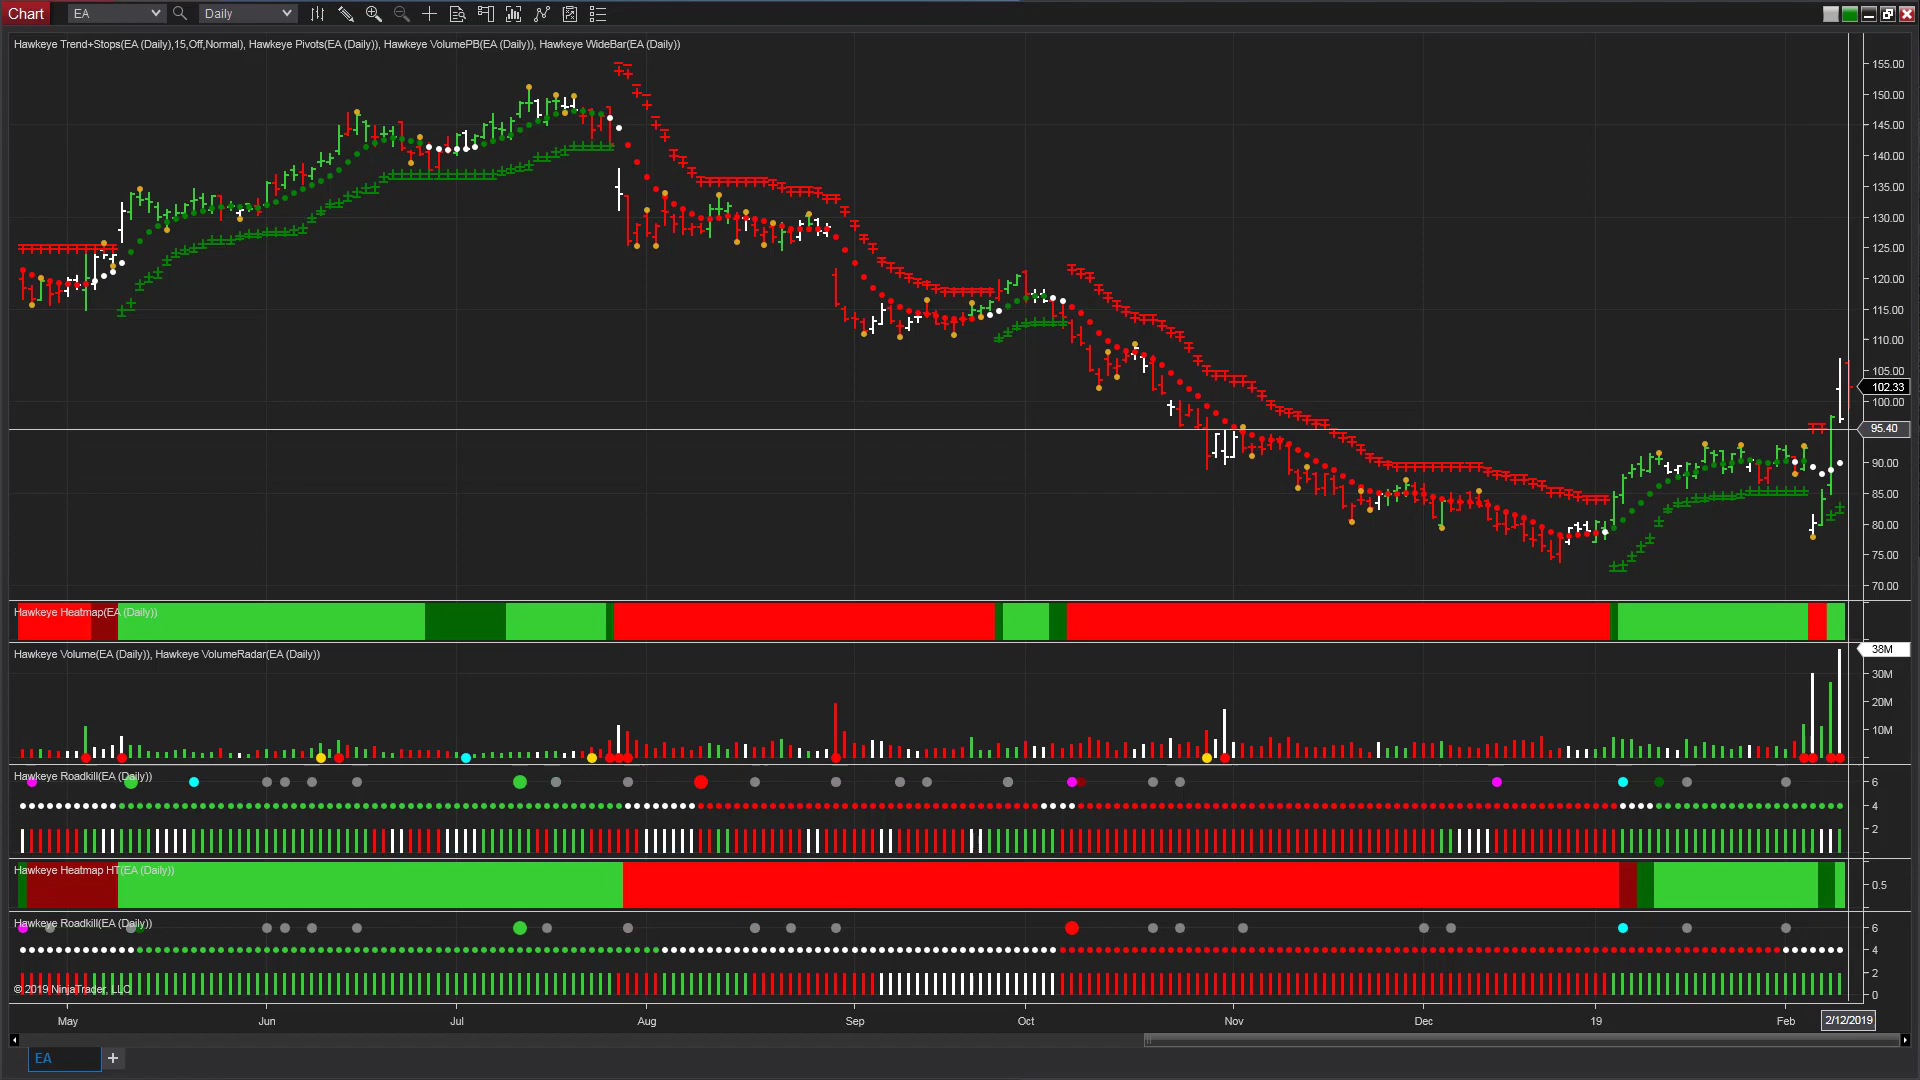 Chart EA Daily
Hawkeye Trend+Stops(EA (Daily),15,Off,Normal), Hawkeye Pivots(EA (Daily)), Hawkeye VolumePB(EA (Daily)), Hawkeye WideBar(EA (Daily))
155.00
150.00
145.00
140.00
135.00
130.00
125.00
120.00
115.00
110.00
105.00
102.33
100.00
95.40
90.00
85.00
80.00
75.00
70.00
Hawkeye Heatmap(EA (Daily))
Hawkeye Volume(EA (Daily)), Hawkeye VolumeRadar(EA (Daily))
38M
30M
20M
10M
Hawkeye Roadkill(EA (Daily))
6
4
2
Hawkeye Heatmap HT(EA (Daily))
0.5
Hawkeye Roadkill(EA (Daily))
6
4
2
© 2019 NinjaTrader, LLC
0
May Jun Jul Aug Sep Oct Nov Dec 19 Feb 2/12/2019
EA +